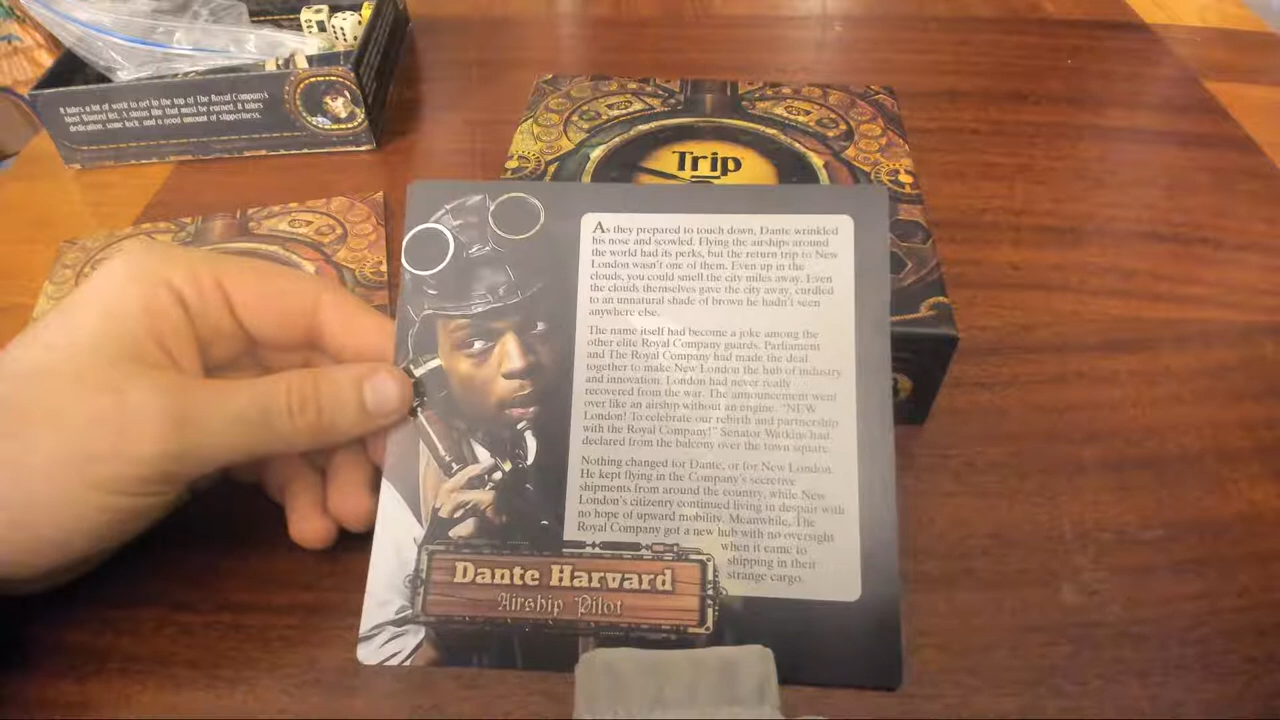 It takes a lot of work to get to the top of The Royal Company's
Most Wanted list. A status like that must be earned. It takes
dedication, some luck, and a good amount of slipperiness.
Trip
As they prepared to touch down, Dante wrinkled
his nose and scowled. Flying the airships around
the world had its perks, but the return trip to New
London wasn't one of them. Even up in the
clouds, you could smell the city miles away. Even
the clouds themselves gave the city away, curdled
to an unnatural shade of brown he hadn't seen
anywhere else.
The name itself had become a joke among the
other elite Royal Company guards. Parliament
and The Royal Company had made the deal
together to make New London the hub of industry
and innovation. London had never really
recovered from the war. The announcement went
over like an airship without an engine. "NEW
London! To celebrate our rebirth and partnership
with the Royal Company!" Senator Watkins had
declared from the balcony over the town square.
Nothing changed for Dante, or for New London.
He kept flying in the Company's secretive
shipments from around the country, while New
London's citizenry continued living in despair with
no hope of upward mobility. Meanwhile, The
Royal Company got a new hub with no oversight
when it came to
shipping in their
strange cargo.
Dante Harvard
Airship Pilot